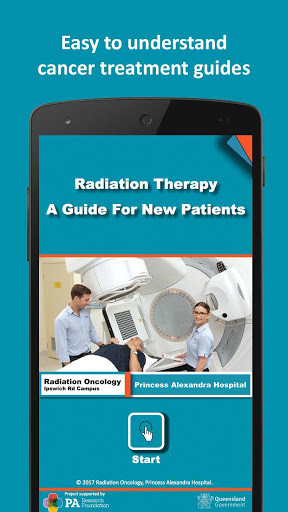 Easy to understand
cancer treatment guides
Radiation Therapy
A Guide For New Patients
Radiation Oncology
Ipswich Rd Campus
Princess Alexandra Hospital
Start
© 2017 Radiation Oncology, Princess Alexandra Hospital.
Project supported by
PA Research
Foundation
Queensland
Government